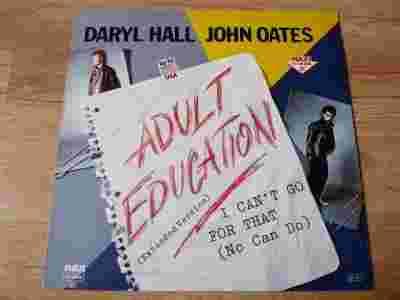 DARYL HALL JOHN OATES
ADULT
EDUCATION
(Extended Version)
I CAN'T GO
FOR THAT
(No Can Do)
RCA